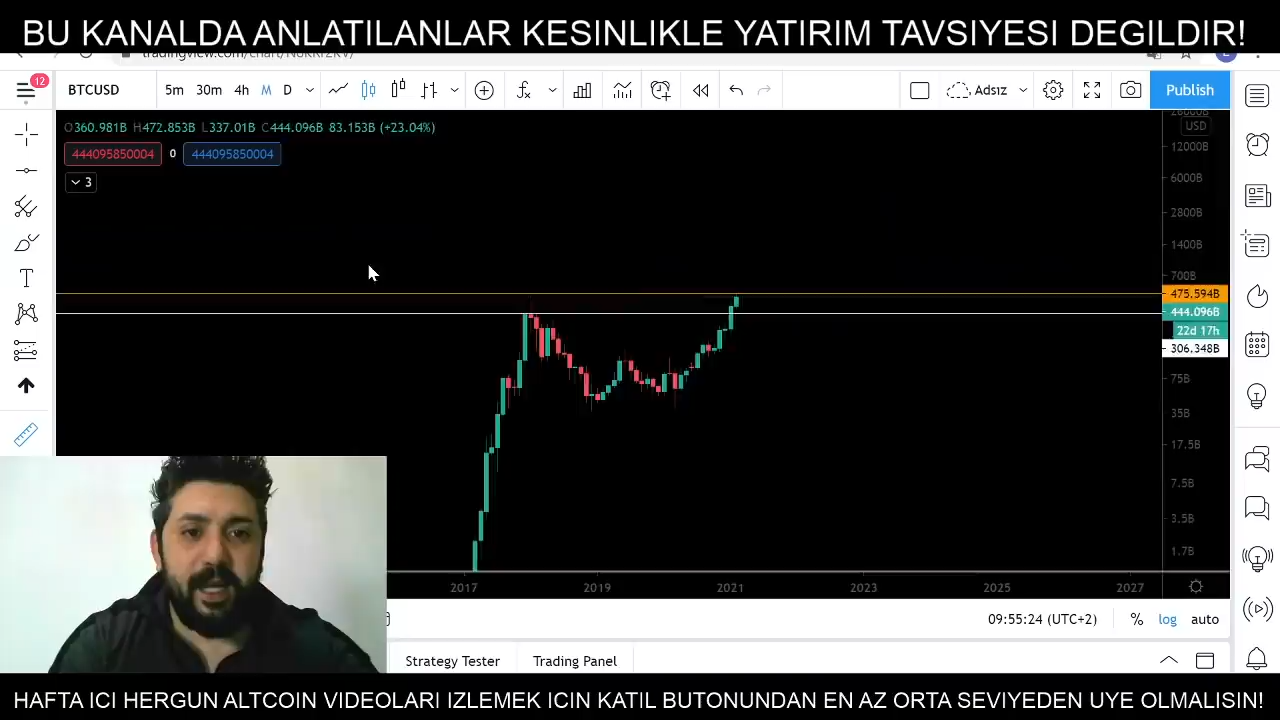 BU KANALDA ANLATILANLAR KESINLIKLE YATIRIM TAVSIYESI DEGILDIR!
12
BTCUSD
5m 30m 4h M D
Adsız
Publish
O360.981B H472.853B L337.01B C444.096B 83.153B (+23.04%)
USD
444095850004 0 444095850004
12000B
3
6000B
2800B
1400B
700B
475.594B
444.096B
22d 17h
306.348B
75B
35B
17.5B
7.5B
3.5B
1.7B
2017 2019 2021 2023 2025 2027
09:55:24 (UTC+2) % log auto
Strategy Tester Trading Panel
HAFTA ICI HERGUN ALTCOIN VIDEOLARI IZLEMEK ICIN KATIL BUTONUNDAN EN AZ ORTA SEVIYEDEN UYE OLMALISIN!